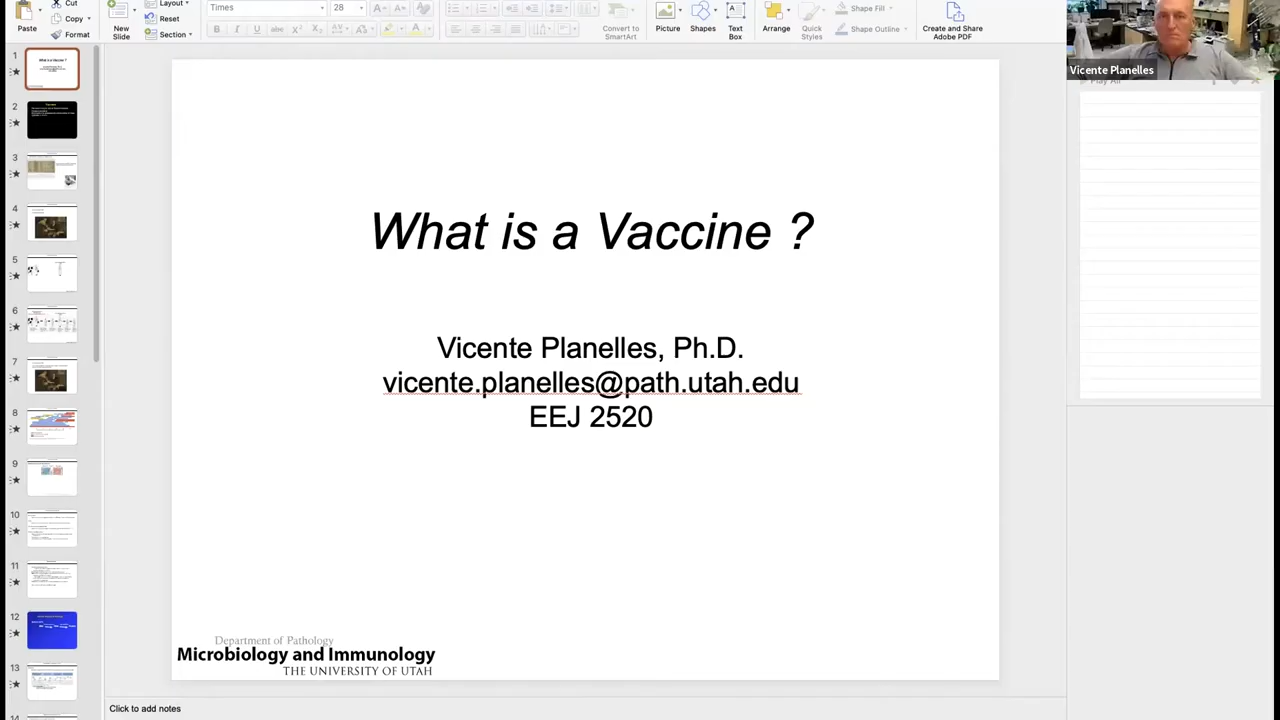 Cut
Layout
Times
28
Shape Fill
Copy
Reset
Paste
Format
New
Slide
Section
Convert to
SmartArt
Picture
Shapes
Text
Box
Arrange
Quick
Styles
Shape Outline
Create and Share
Adobe PDF
Vicente Planelles
Play All
1
2
3
4
5
6
7
8
9
10
11
12
13
14
What is a Vaccine ?
Vicente Planelles, Ph.D.
vicente.planelles@path.utah.edu
EEJ 2520
Department of Pathology
Microbiology and Immunology
THE UNIVERSITY OF UTAH
Click to add notes